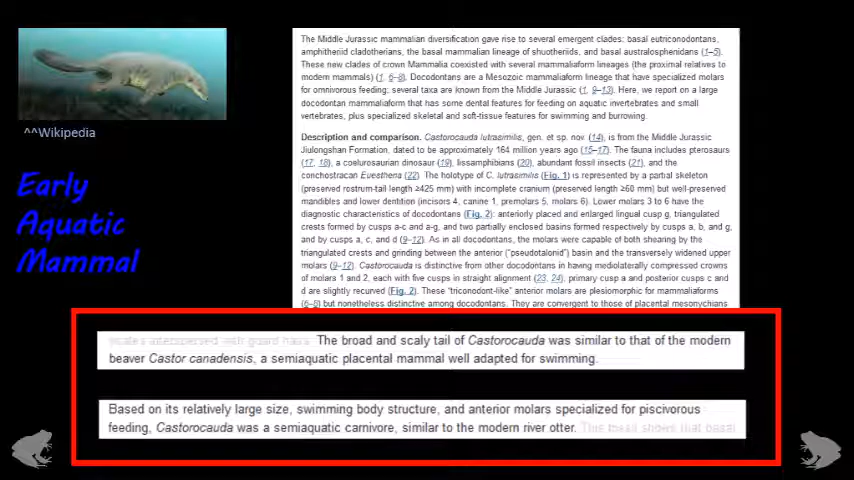 ^^Wikipedia
Early
Aquatic
Mammal
The Middle Jurassic mammalian diversification gave rise to several emergent clades: basal eutriconodontans,
amphitheriid cladotherians, the basal mammalian lineage of shuotheriids, and basal australosphenidans (1–5).
These new clades of crown Mammalia coexisted with several mammaliaform lineages (the proximal relatives to
modern mammals) (1, 6–8). Docodontans are a Mesozoic mammaliaform lineage that have specialized molars
for omnivorous feeding; several taxa are known from the Middle Jurassic (1, 9–13). Here, we report on a large
docodontan mammaliaform that has some dental features for feeding on aquatic invertebrates and small
vertebrates, plus specialized skeletal and soft-tissue features for swimming and burrowing.
Description and comparison. Castorocauda lutrasimilis, gen. et sp. nov. (14), is from the Middle Jurassic
Jiulongshan Formation, dated to be approximately 164 million years ago (15–17). The fauna includes pterosaurs
(17, 18), a coelurosaurian dinosaur (19), lissamphibians (20), abundant fossil insects (21), and the
conchostracan Euestheria (22). The holotype of C. lutrasimilis (Fig. 1) is represented by a partial skeleton
(preserved rostrum-tail length ≥425 mm) with incomplete cranium (preserved length ≥60 mm) but well-preserved
mandibles and lower dentition (incisors 4, canine 1, premolars 5, molars 6). Lower molars 3 to 6 have the
diagnostic characteristics of docodontans (Fig. 2): anteriorly placed and enlarged lingual cusp g, triangulated
crests formed by cusps a-c and a-g, and two partially enclosed basins formed respectively by cusps a, b, and g,
and by cusps a, c, and d (9–12). As in all docodontans, the molars were capable of both shearing by the
triangulated crests and grinding between the anterior ("pseudotalonid") basin and the transversely widened upper
molars (9–12). Castorocauda is distinctive from other docodontans in having mediolaterally compressed crowns
of molars 1 and 2, each with five cusps in straight alignment (23, 24), primary cusp a and posterior cusps c and
d are slightly recurved (Fig. 2). These "triconodont-like" anterior molars are plesiomorphic for mammaliaforms
(6–8) but nonetheless distinctive among docodontans. They are convergent to those of placental mesonychians
scales interspersed with guard hairs. The broad and scaly tail of Castorocauda was similar to that of the modern
beaver Castor canadensis, a semiaquatic placental mammal well adapted for swimming.
Based on its relatively large size, swimming body structure, and anterior molars specialized for piscivorous
feeding, Castorocauda was a semiaquatic carnivore, similar to the modern river otter. This fossil shows that basal